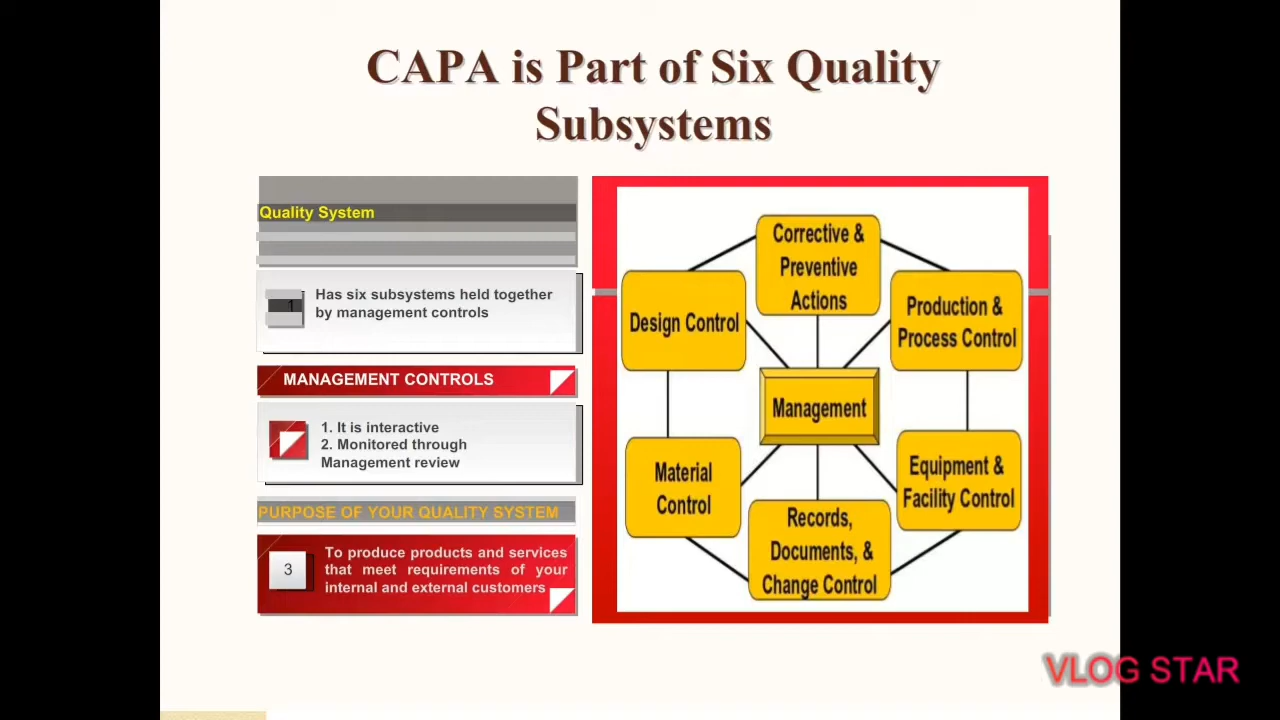 CAPA is Part of Six Quality
Subsystems
Quality System
1
Has six subsystems held together
by management controls
MANAGEMENT CONTROLS
1. It is interactive
2. Monitored through
Management review
PURPOSE OF YOUR QUALITY SYSTEM
3
To produce products and services
that meet requirements of your
internal and external customers
Corrective &
Preventive
Actions
Design Control
Production &
Process Control
Management
Material
Control
Equipment &
Facility Control
Records,
Documents, &
Change Control
VLOG STAR